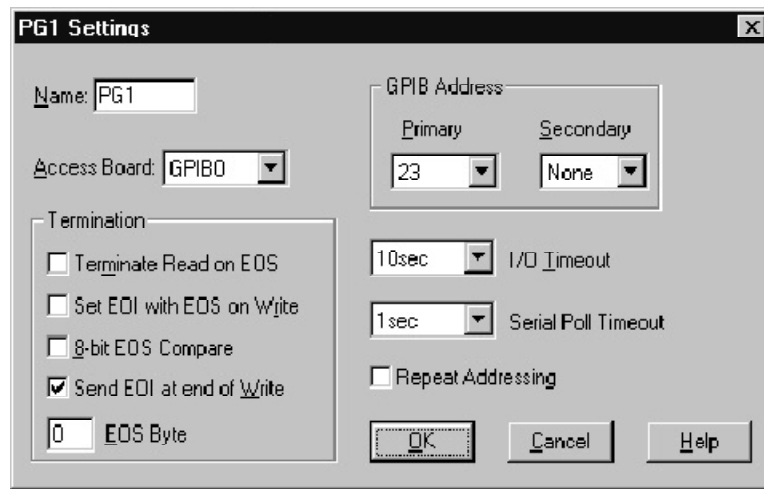 PG1 Settings
Name: PG1
Access Board: GPIB0
Termination
Terminate Read on EOS
Set EOI with EOS on Write
8-bit EOS Compare
Send EOI at end of Write
0 EOS Byte
GPIB Address
Primary Secondary
23 None
10sec I/O Timeout
1sec Serial Poll Timeout
Repeat Addressing
OK Cancel Help